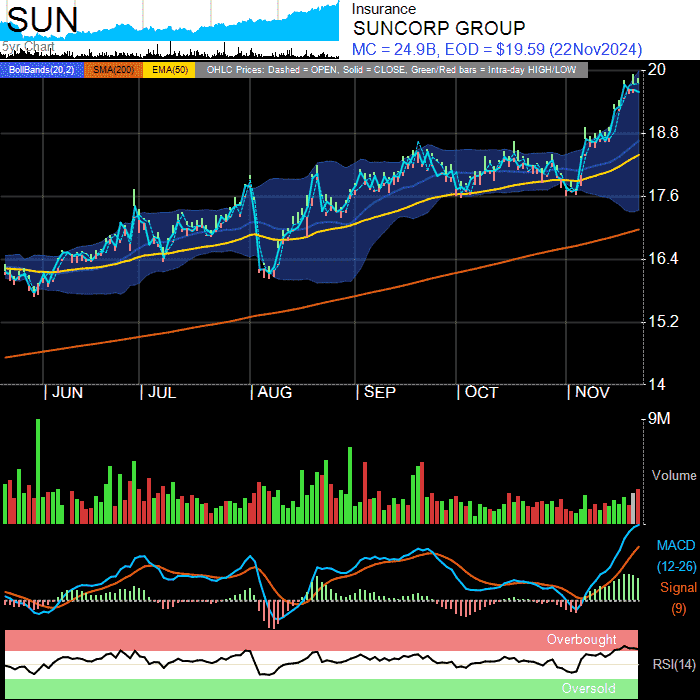 SUN
5yr Chart
Insurance
SUNCORP GROUP
MC = 24.9B, EOD = $19.59 (22Nov2024)
BollBands(20,2) SMA(200) EMA(50) OHLC Prices: Dashed = OPEN, Solid = CLOSE, Green/Red bars = Intra-day HIGH/LOW
20
18.8
17.6
16.4
15.2
14
| JUN | JUL | AUG | SEP | OCT | NOV
9M
Volume
MACD
(12-26)
Signal
(9)
Overbought
RSI(14)
Oversold